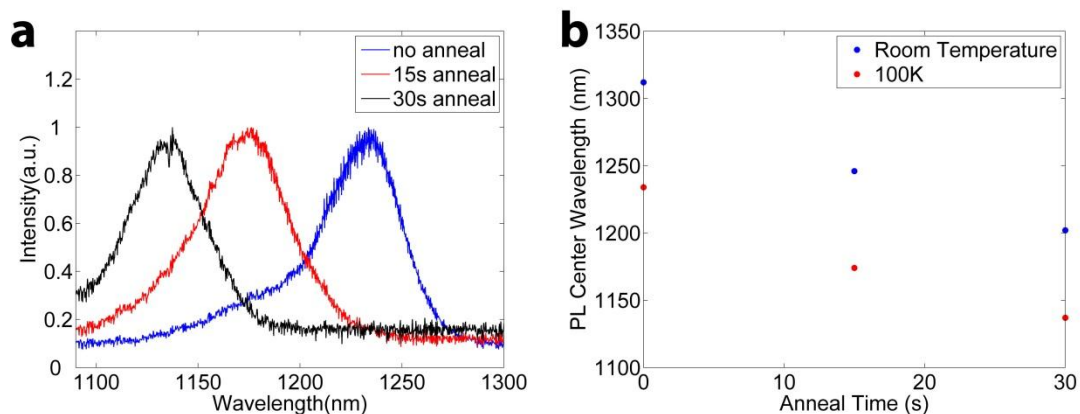 a
no anneal
15s anneal
30s anneal
Intensity(a.u.)
1.2
1
0.8
0.6
0.4
0.2
0
1100 1150 1200 1250 1300
Wavelength(nm)
b
Room Temperature
100K
PL Center Wavelength (nm)
1350
1300
1250
1200
1150
1100
0 10 20 30
Anneal Time (s)